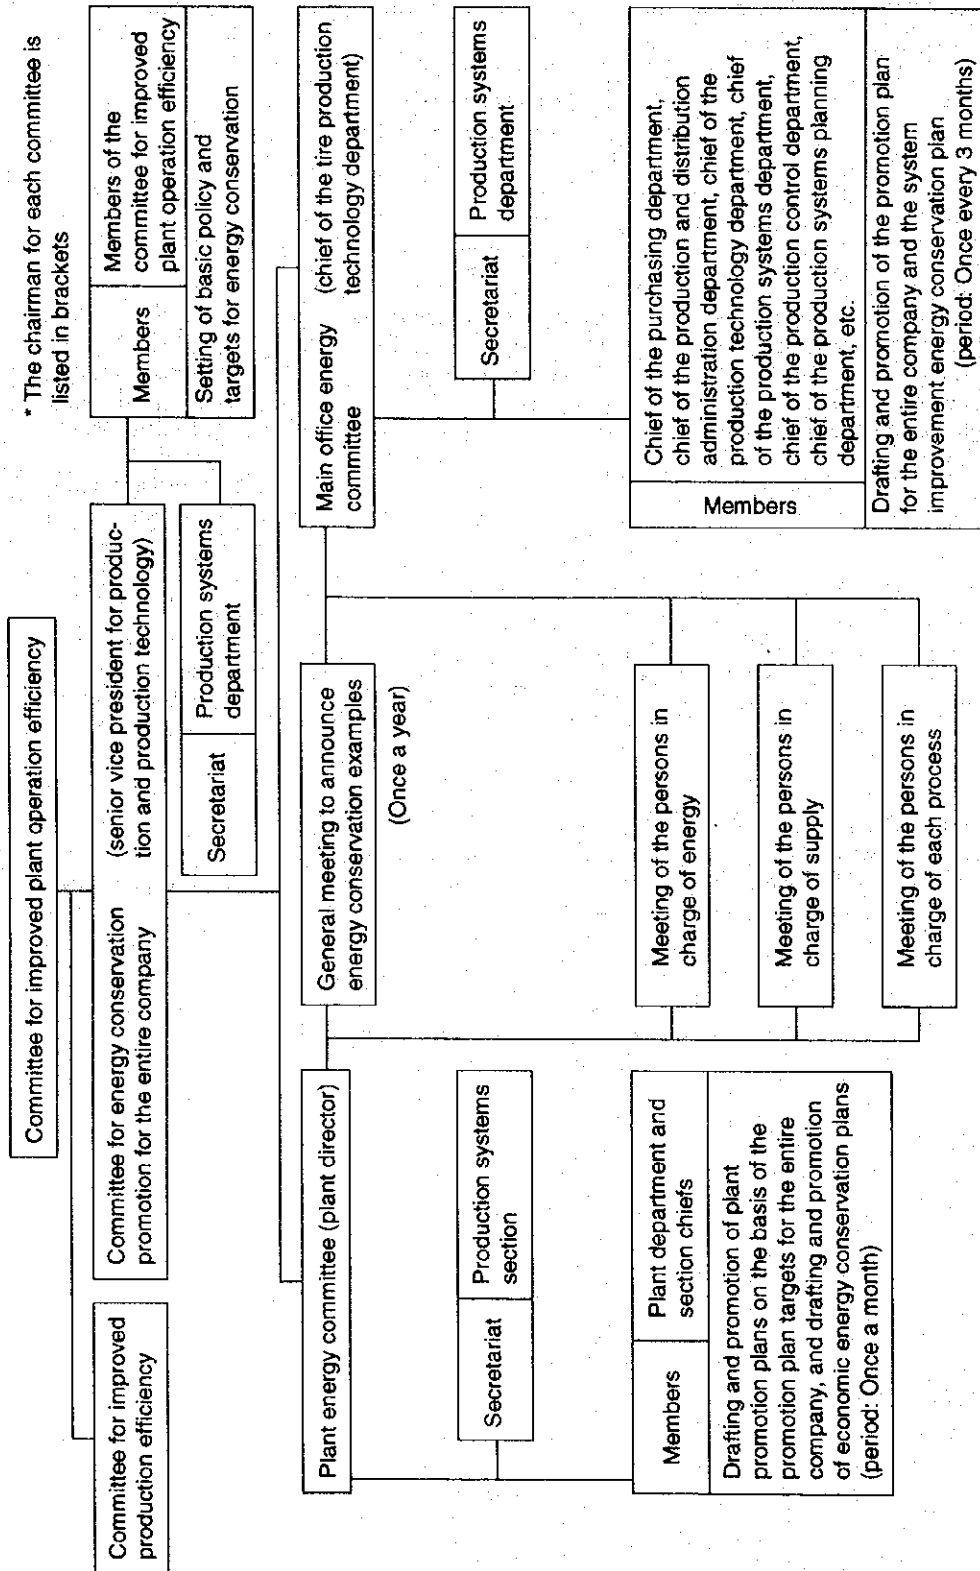 * The chairman for each committee is
listed in brackets
Committee for improved plant operation efficiency
Committee for improved
production efficiency
Committee for energy conservation
promotion for the entire company
(senior vice president for produc-
tion and production technology)
Members
Members of the
committee for improved
plant operation efficiency
Setting of basic policy and
targets for energy conservation
Secretariat
Production systems
department
Plant energy committee (plant director)
General meeting to announce
energy conservation examples
(Once a year)
Main office energy
committee
(chief of the tire production
technology department)
Secretariat
Production systems
section
Secretariat
Production systems
department
Members
Plant department and
section chiefs
Drafting and promotion of plant
promotion plans on the basis of the
promotion plan targets for the entire
company, and drafting and promotion
of economic energy conservation plans
(period: Once a month)
Meeting of the persons in
charge of energy
Meeting of the persons in
charge of supply
Meeting of the persons in
charge of each process
Members
Chief of the purchasing department,
chief of the production and distribution
administration department, chief of the
production technology department, chief
of the production systems department,
chief of the production control department,
chief of the production systems planning
department, etc.
Drafting and promotion of the promotion plan
for the entire company and the system
improvement energy conservation plan
(period: Once every 3 months)